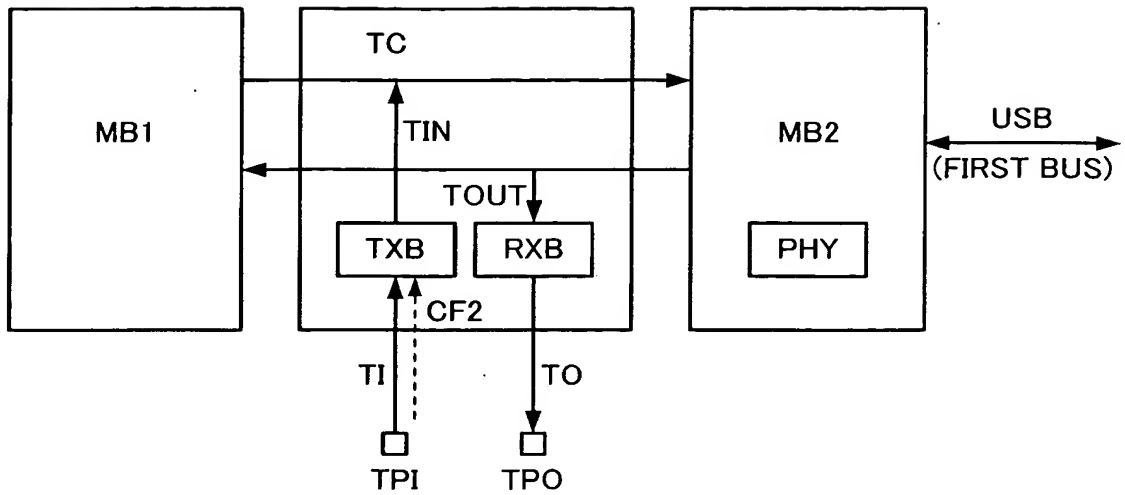 TC
MB1
TIN
MB2
USB
(FIRST BUS)
TOUT
TXB
RXB
PHY
CF2
TI
TO
TPI
TPO